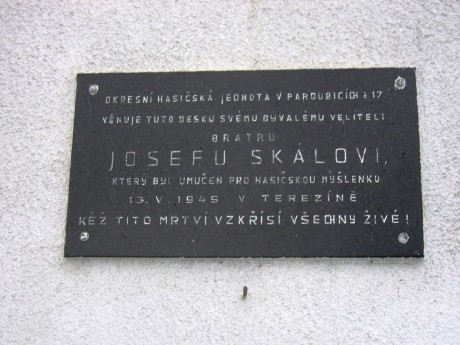 OKRESNÍ HASIČSKÁ JEDNOTA V PARDUBICÍCH č.17.
VĚNUJE TUTO DESKU SVÉMU BÝVALÉMU VELITELI
BRATRU
JOSEFU SKÁLOVI,
KTERÝ BYL UMUČEN PRO HASIČSKOU MYŠLENKU
13. V. 1945 V TEREZÍNĚ
KÉŽ TITO MRTVÍ VZKŘÍSÍ VŠECHNY ŽIVÉ!